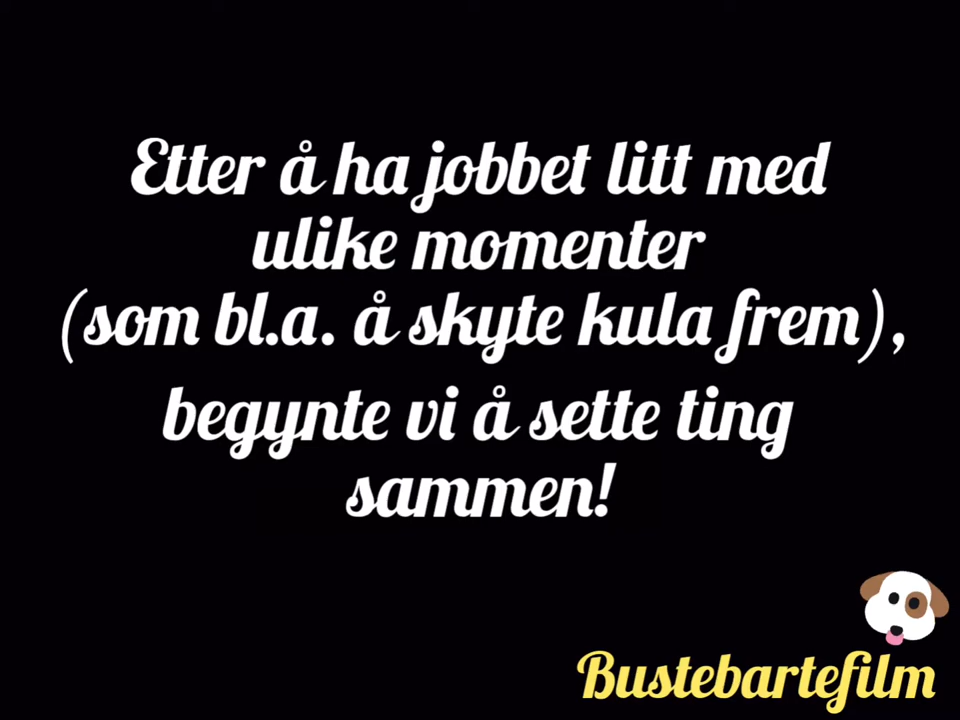 Etter å ha jobbet litt med
ulike momenter
(som bl.a. å skyte kula frem),
begynte vi å sette ting
sammen!
Bustebartefilm